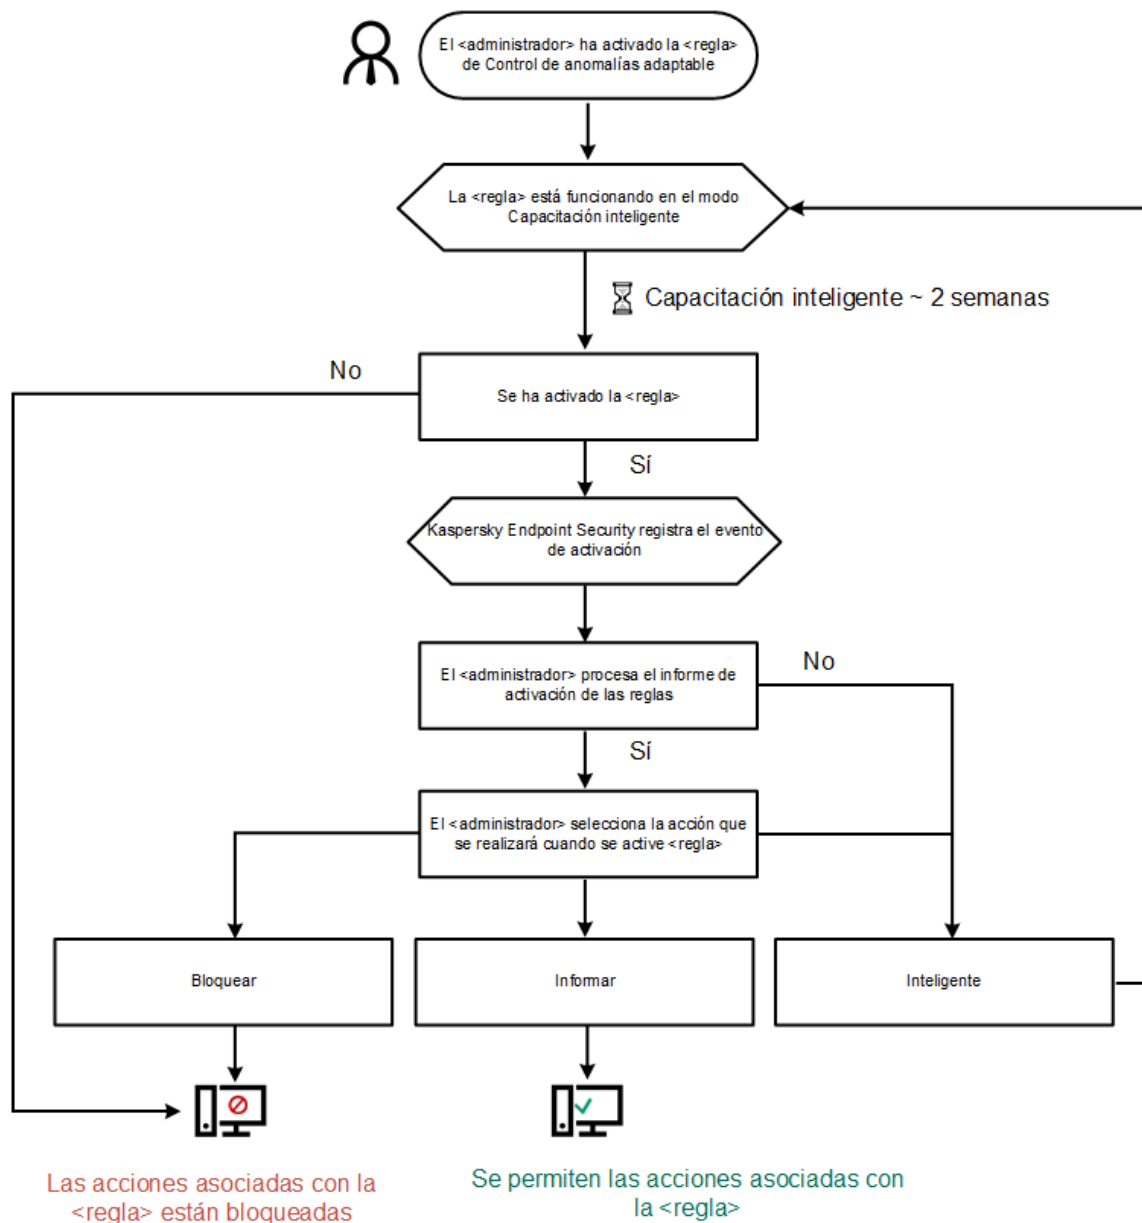 El <administrador> ha activado la <regla>
de Control de anomalías adaptable
La <regla> está funcionando en el modo
Capacitación inteligente
Capacitación inteligente ~ 2 semanas
No
Se ha activado la <regla>
Sí
Kaspersky Endpoint Security registra el evento
de activación
El <administrador> procesa el informe de
activación de las reglas
No
Sí
El <administrador> selecciona la acción que
se realizará cuando se active <regla>
Bloquear
Informar
Inteligente
Las acciones asociadas con la
<regla> están bloqueadas
Se permiten las acciones asociadas con
la <regla>